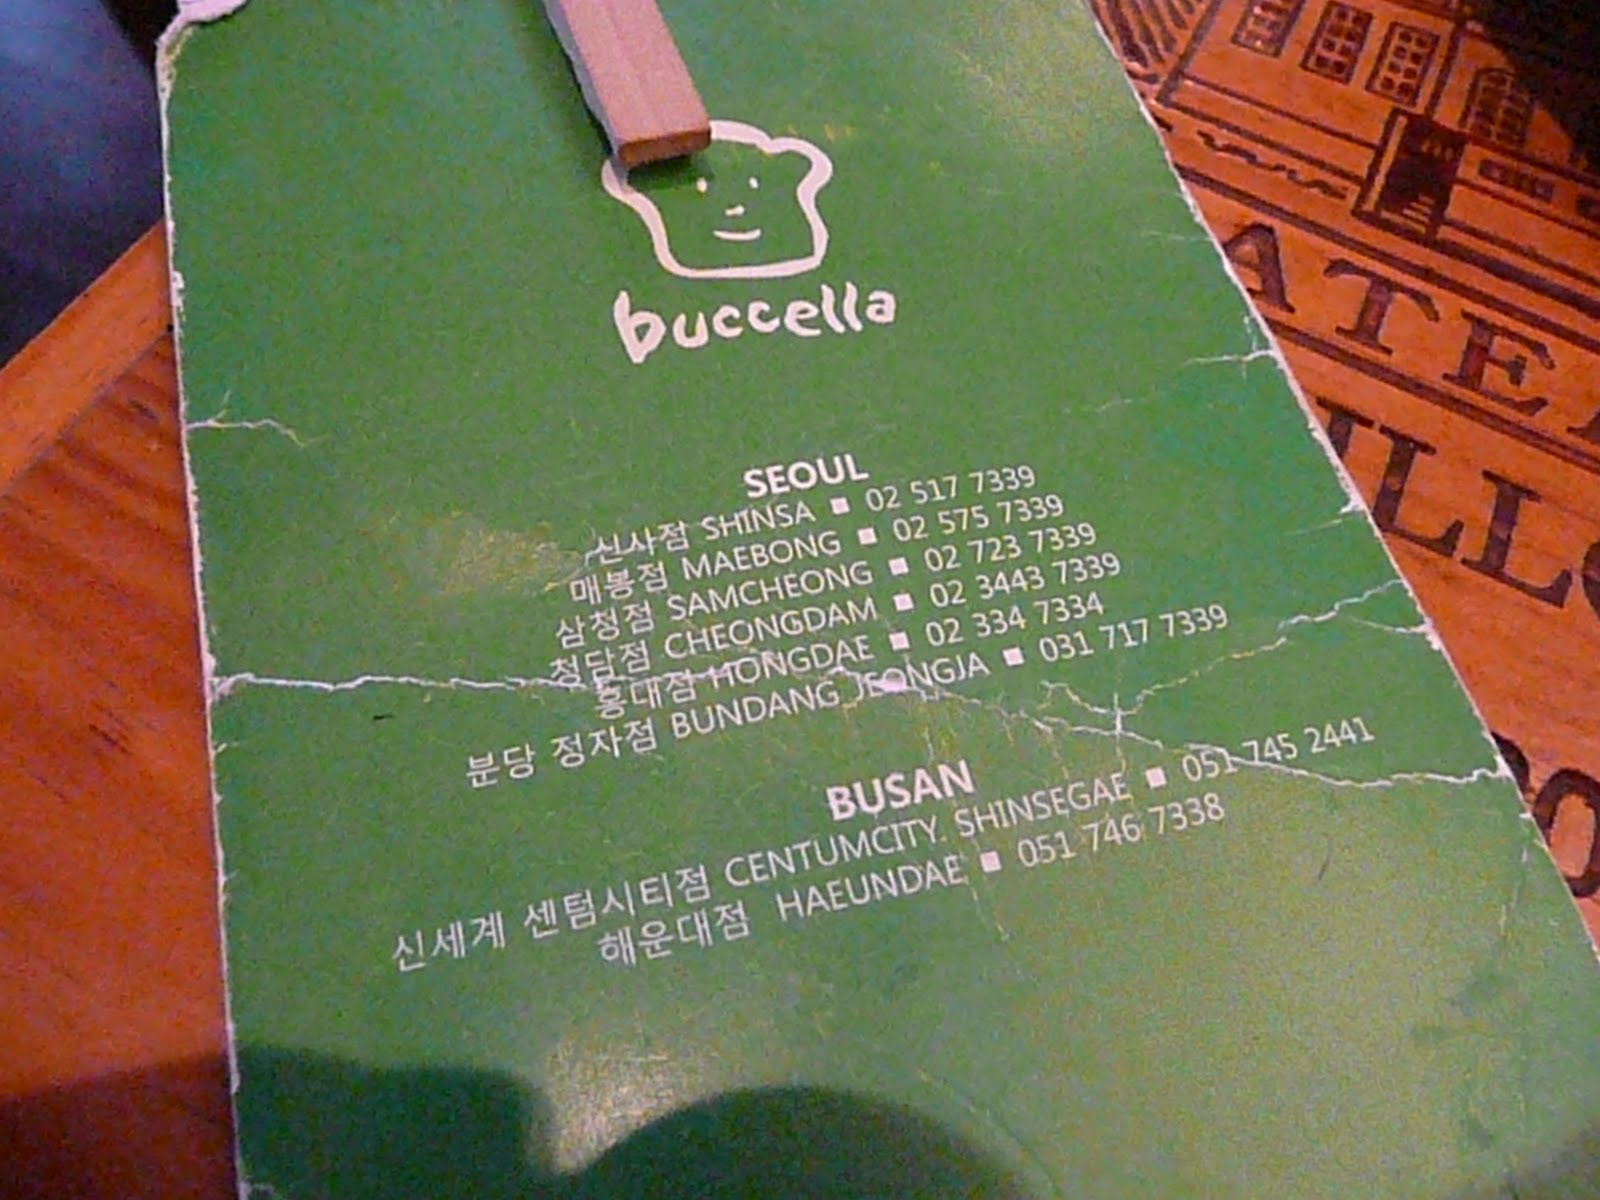 buccella
SEOUL
신사점 SHINSA ■ 02 517 7339
매봉점 MAEBONG ■ 02 575 7339
삼청점 SAMCHEONG ■ 02 723 7339
청담점 CHEONGDAM ■ 02 3443 7339
홍대점 HONGDAE ■ 02 334 7334
분당 정자점 BUNDANG JEONGJA ■ 031 717 7339
BUSAN
신세계 센텀시티점 CENTUMCITY. SHINSEGAE ■ 051 745 2441
해운대점 HAEUNDAE ■ 051 746 7338